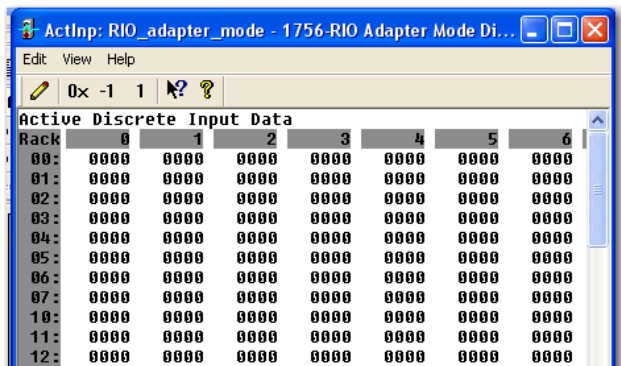 ActInp: RIO_adapter_mode - 1756-RIO Adapter Mode Di...
Edit View Help
0x -1 1
Active Discrete Input Data
Rack 0 1 2 3 4 5 6
00: 0000 0000 0000 0000 0000 0000 0000
01: 0000 0000 0000 0000 0000 0000 0000
02: 0000 0000 0000 0000 0000 0000 0000
03: 0000 0000 0000 0000 0000 0000 0000
04: 0000 0000 0000 0000 0000 0000 0000
05: 0000 0000 0000 0000 0000 0000 0000
06: 0000 0000 0000 0000 0000 0000 0000
07: 0000 0000 0000 0000 0000 0000 0000
10: 0000 0000 0000 0000 0000 0000 0000
11: 0000 0000 0000 0000 0000 0000 0000
12: 0000 0000 0000 0000 0000 0000 0000